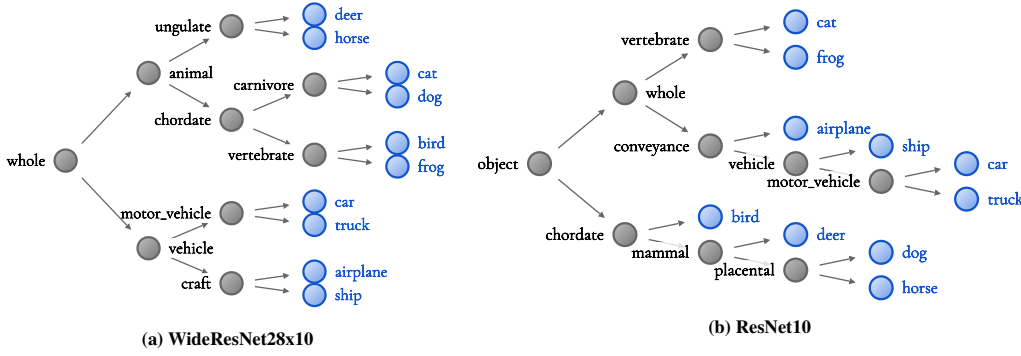 deer
ungulate
horse
animal
cat
carnivore
dog
chordate
bird
vertebrate
frog
whole
car
motor_vehicle
truck
vehicle
airplane
craft
ship
(a) WideResNet28x10
cat
vertebrate
frog
whole
airplane
conveyance
ship
vehicle
car
motor_vehicle
truck
object
bird
chordate
deer
mammal
dog
placental
horse
(b) ResNet10